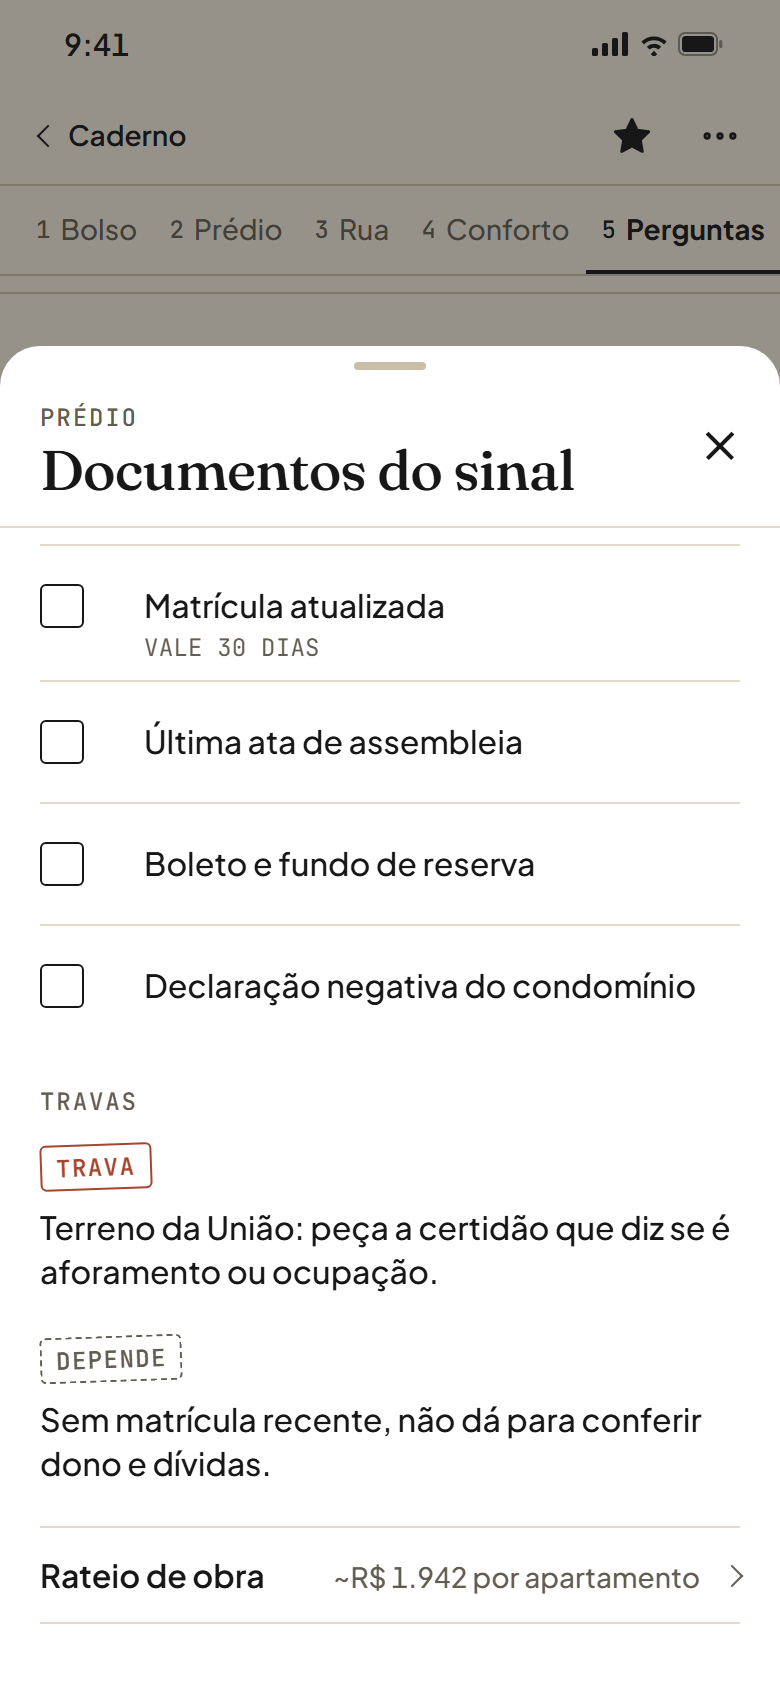 9:41
Caderno
1 Bolso 2 Prédio 3 Rua 4 Conforto 5 Perguntas
PRÉDIO
Documentos do sinal
Matrícula atualizada
VALE 30 DIAS
Última ata de assembleia
Boleto e fundo de reserva
Declaração negativa do condomínio
TRAVAS
TRAVA
Terreno da União: peça a certidão que diz se é
aforamento ou ocupação.
DEPENDE
Sem matrícula recente, não dá para conferir
dono e dívidas.
Rateio de obra ~R$ 1.942 por apartamento